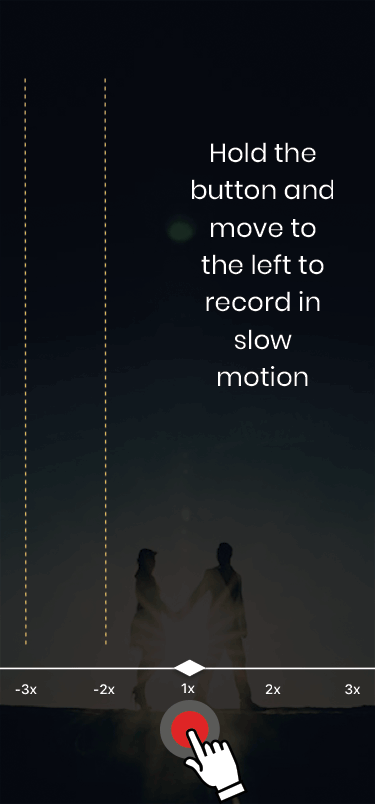 Hold the
button and
move to
the left to
record in
slow
motion
-3x -2x 1x 2x 3x